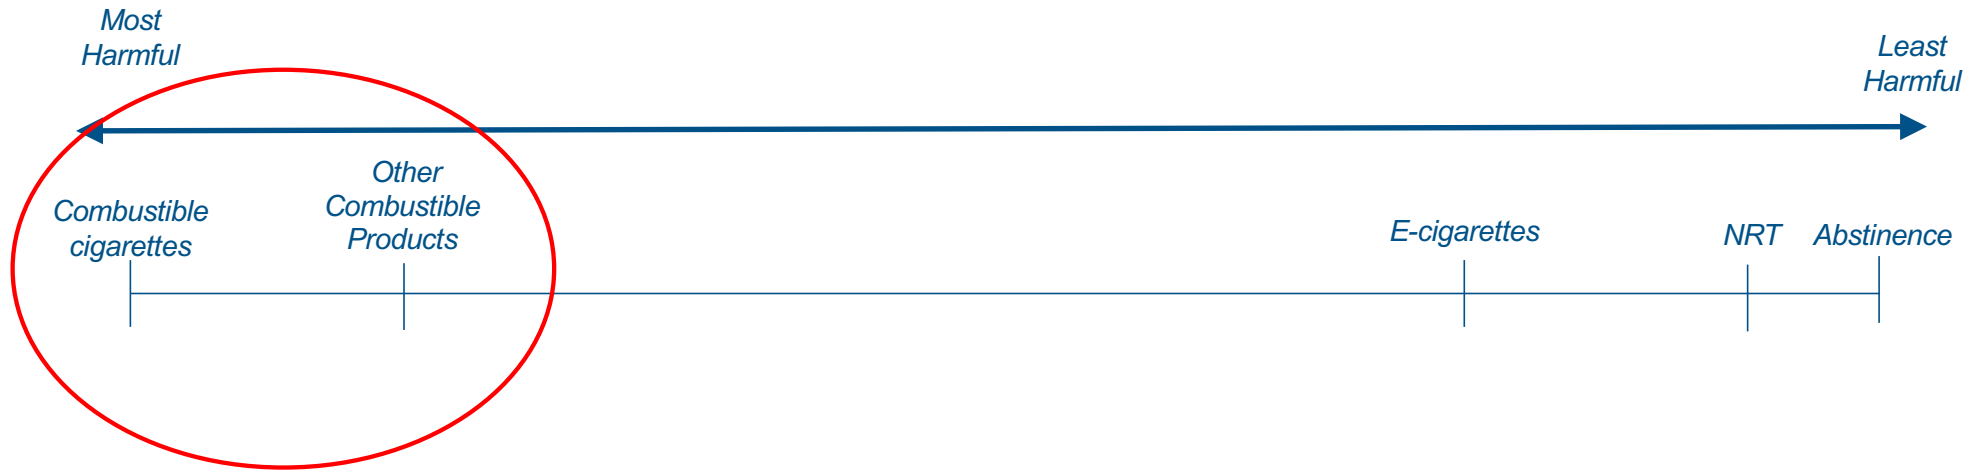 Most
Harmful
Least
Harmful
Combustible
cigarettes
Other
Combustible
Products
E-cigarettes
NRT
Abstinence